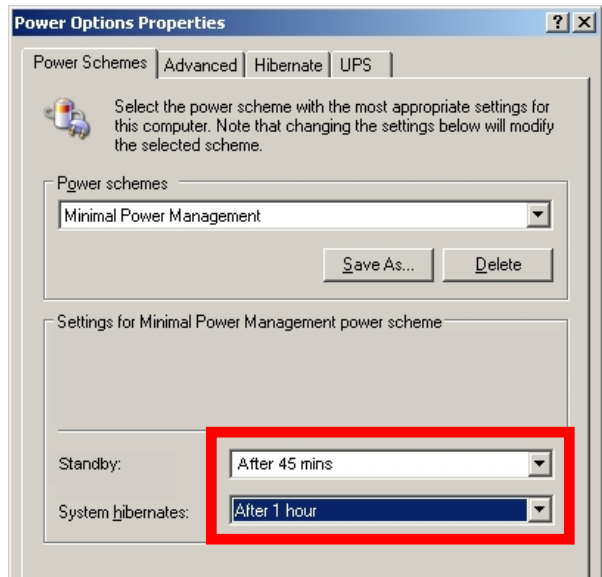 Power Options Properties
Power Schemes Advanced Hibernate UPS
Select the power scheme with the most appropriate settings for
this computer. Note that changing the settings below will modify
the selected scheme.
Power schemes
Minimal Power Management
Save As... Delete
Settings for Minimal Power Management power scheme
Standby: After 45 mins
System hibernates: After 1 hour